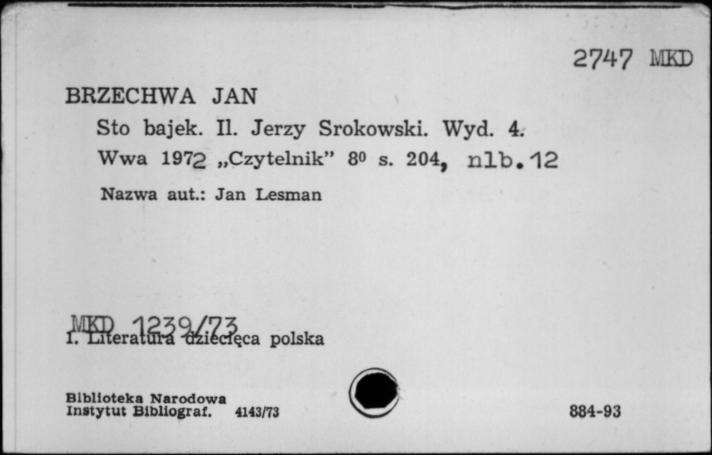 2747 MKD
BRZECHWA JAN
Sto bajek. Il. Jerzy Srokowski. Wyd. 4.
Wwa 1972 „Czytelnik” 8⁰ s. 204, nlb. 12
Nazwa aut.: Jan Lesman
MKD 1239/73
I. Literatura dziecięca polska
Biblioteka Narodowa
Instytut Bibliograf. 4143/73
884-93